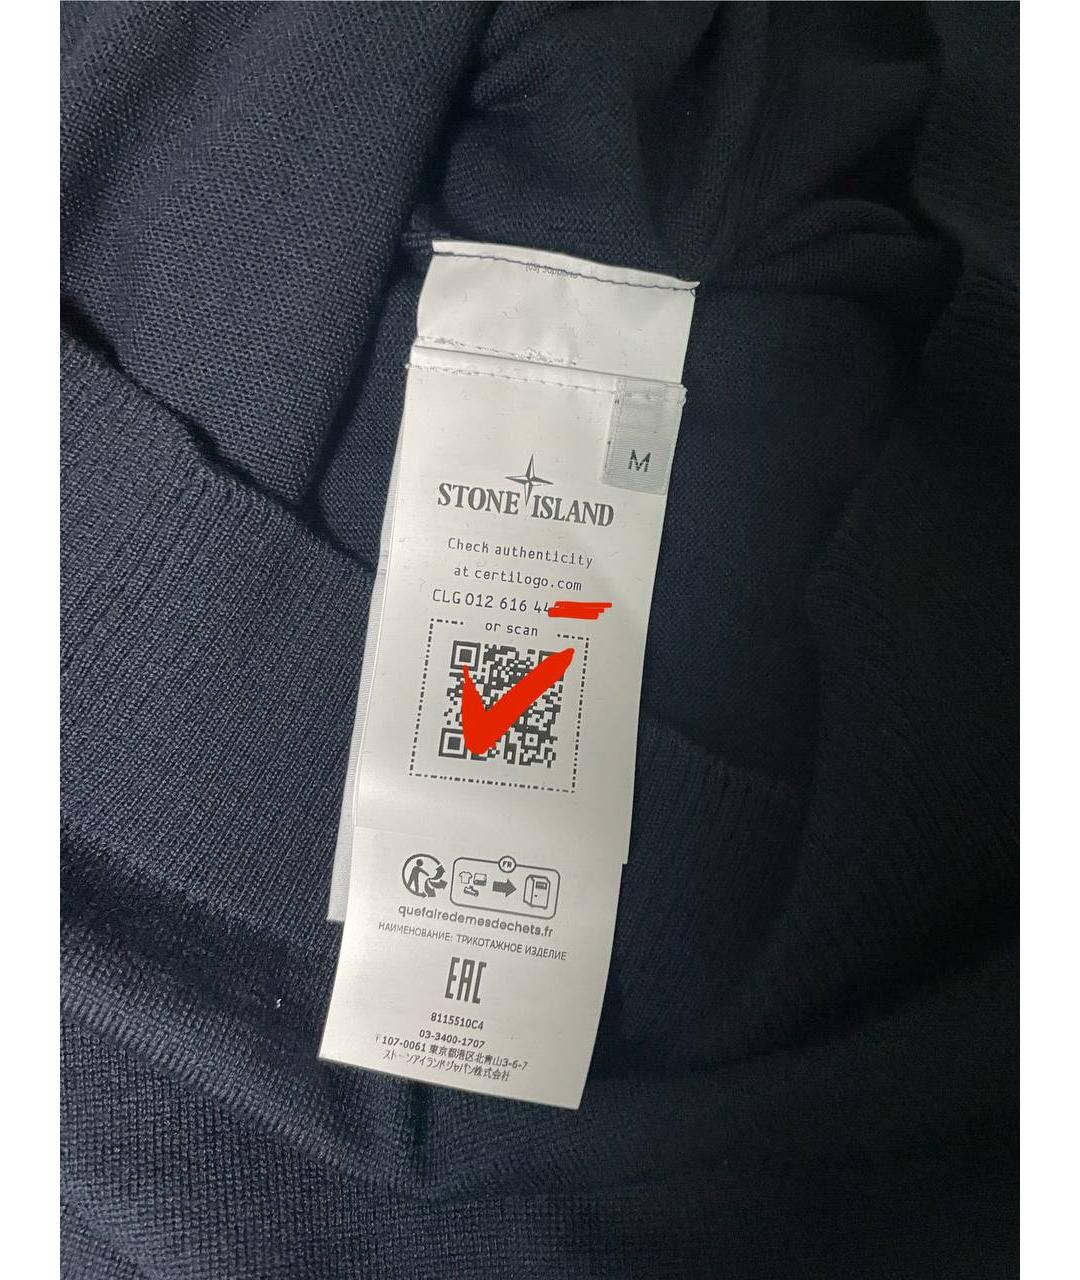 M
STONE ISLAND
Check authenticity
at certilogo.com
CLG 012 616 44
or scan
FR
quefairedemesdechets.fr
НАИМЕНОВАНИЕ: ТРИКОТАЖНОЕ ИЗДЕЛИЕ
EAC
8115510C4
03-3400-1707
〒107-0061 東京都港区北青山3-6-7
ストーンアイランドジャパン株式会社